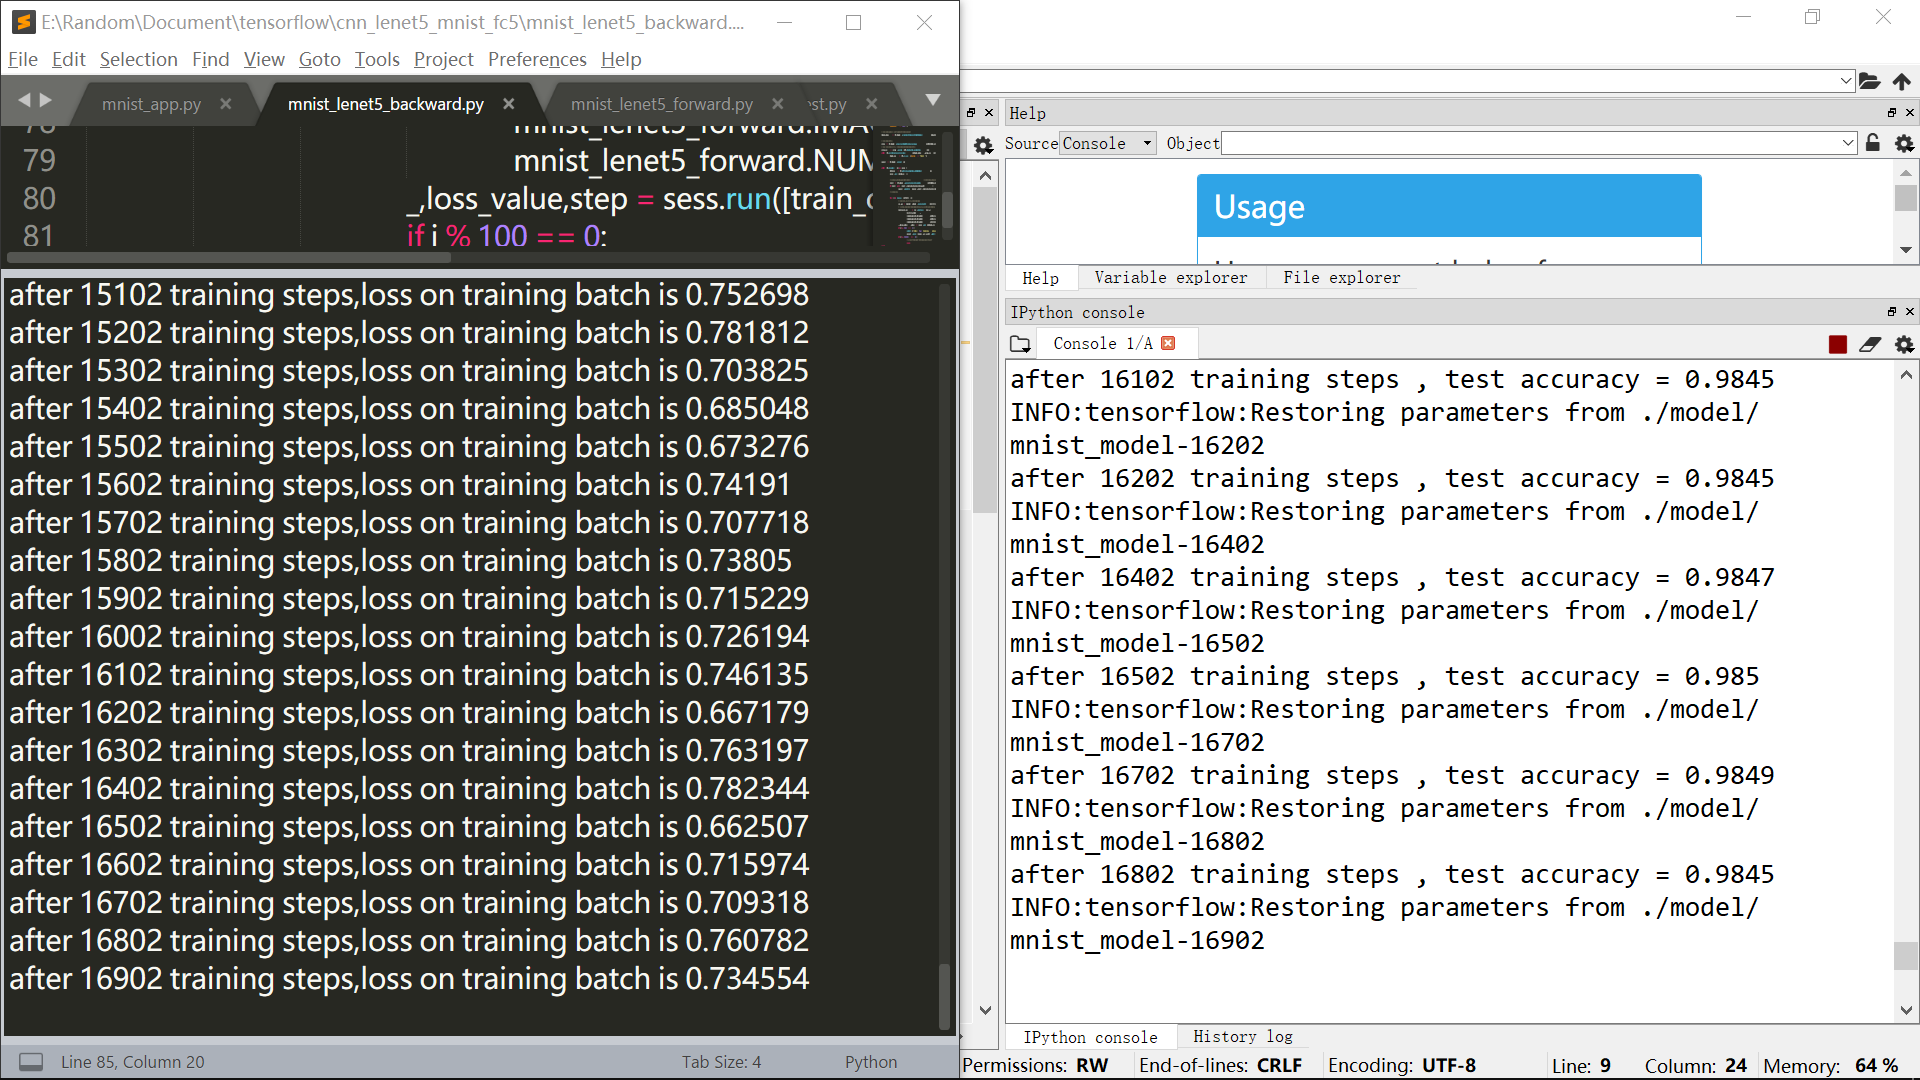 E:\Random\Document\tensorflow\cnn_lenet5_mnist_fc5\mnist_lenet5_backward....
File Edit Selection Find View Goto Tools Project Preferences Help
mnist_app.py mnist_lenet5_backward.py mnist_lenet5_forward.py st.py
78 mnist_lenet5_forward.IMA
79 mnist_lenet5_forward.NUM
80 _,loss_value,step = sess.run([train_
81 if i % 100 == 0:
after 15102 training steps,loss on training batch is 0.752698
after 15202 training steps,loss on training batch is 0.781812
after 15302 training steps,loss on training batch is 0.703825
after 15402 training steps,loss on training batch is 0.685048
after 15502 training steps,loss on training batch is 0.673276
after 15602 training steps,loss on training batch is 0.74191
after 15702 training steps,loss on training batch is 0.707718
after 15802 training steps,loss on training batch is 0.73805
after 15902 training steps,loss on training batch is 0.715229
after 16002 training steps,loss on training batch is 0.726194
after 16102 training steps,loss on training batch is 0.746135
after 16202 training steps,loss on training batch is 0.667179
after 16302 training steps,loss on training batch is 0.763197
after 16402 training steps,loss on training batch is 0.782344
after 16502 training steps,loss on training batch is 0.662507
after 16602 training steps,loss on training batch is 0.715974
after 16702 training steps,loss on training batch is 0.709318
after 16802 training steps,loss on training batch is 0.760782
after 16902 training steps,loss on training batch is 0.734554
Line 85, Column 20 Tab Size: 4 Python
Help
Source Console Object
Usage
Help Variable explorer File explorer
IPython console
Console 1/A
after 16102 training steps , test accuracy = 0.9845
INFO:tensorflow:Restoring parameters from ./model/
mnist_model-16202
after 16202 training steps , test accuracy = 0.9845
INFO:tensorflow:Restoring parameters from ./model/
mnist_model-16402
after 16402 training steps , test accuracy = 0.9847
INFO:tensorflow:Restoring parameters from ./model/
mnist_model-16502
after 16502 training steps , test accuracy = 0.985
INFO:tensorflow:Restoring parameters from ./model/
mnist_model-16702
after 16702 training steps , test accuracy = 0.9849
INFO:tensorflow:Restoring parameters from ./model/
mnist_model-16802
after 16802 training steps , test accuracy = 0.9845
INFO:tensorflow:Restoring parameters from ./model/
mnist_model-16902
IPython console History log
Permissions: RW End-of-lines: CRLF Encoding: UTF-8 Line: 9 Column: 24 Memory: 64 %